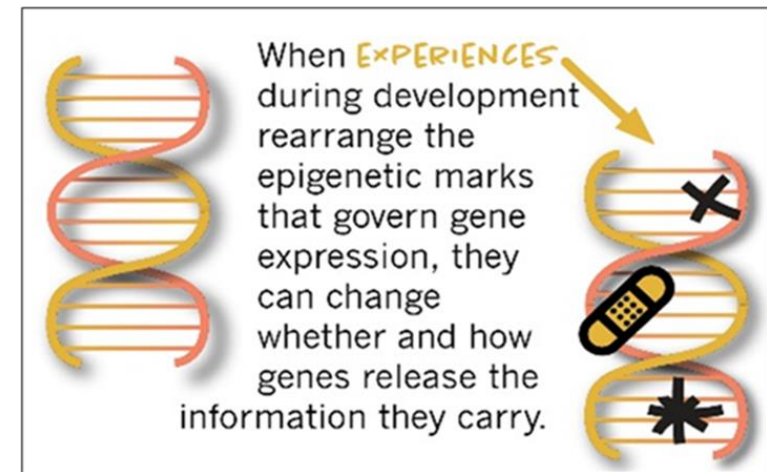 When EXPERIENCES
during development
rearrange the
epigenetic marks
that govern gene
expression, they
can change
whether and how
genes release the
information they carry.